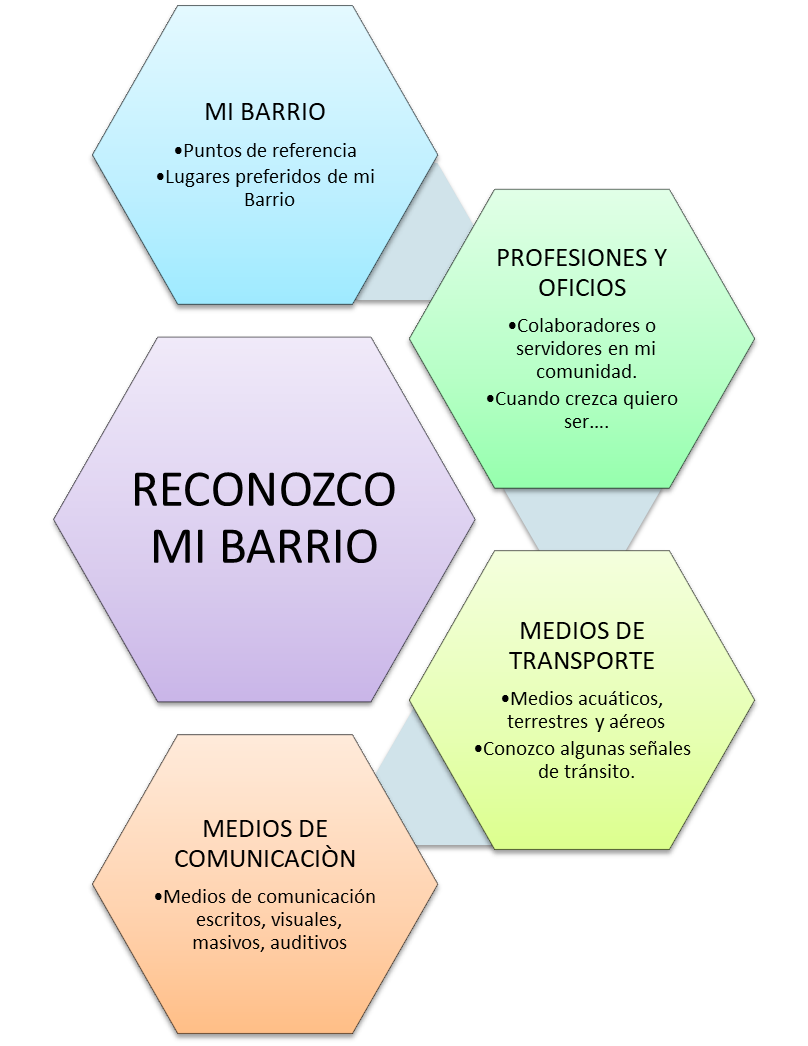 MI BARRIO
•Puntos de referencia
•Lugares preferidos de mi
Barrio
PROFESIONES Y
OFICIOS
•Colaboradores o
servidores en mi
comunidad.
•Cuando crezca quiero
ser....
RECONOZCO
MI BARRIO
MEDIOS DE
TRANSPORTE
•Medios acuáticos,
terrestres y aéreos
•Conozco algunas señales
de tránsito.
MEDIOS DE
COMUNICACIÒN
•Medios de comunicación
escritos, visuales,
masivos, auditivos